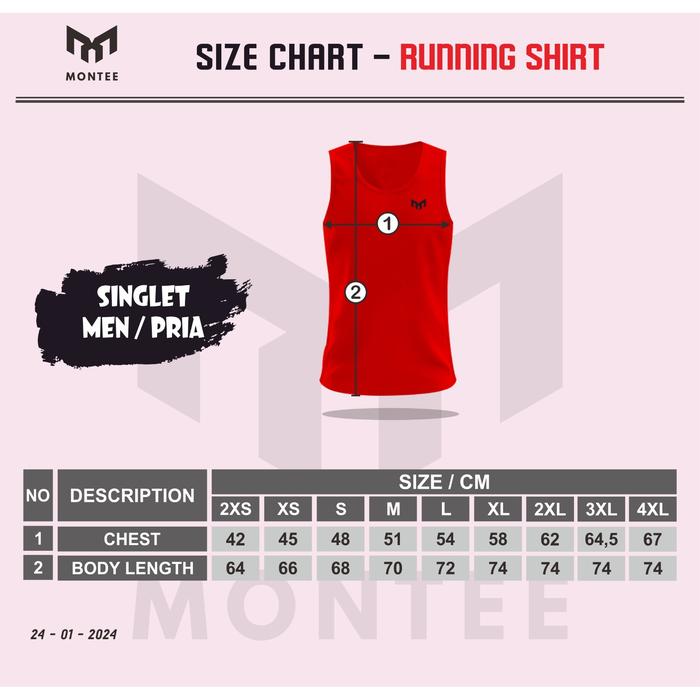 MONTEE
SIZE CHART – RUNNING SHIRT
1
2
SINGLET
MEN / PRIA
NO DESCRIPTION SIZE / CM
2XS XS S M L XL 2XL 3XL 4XL
1 CHEST 42 45 48 51 54 58 62 64,5 67
2 BODY LENGTH 64 66 68 70 72 74 74 74 74
MONTEE
24 - 01 - 2024